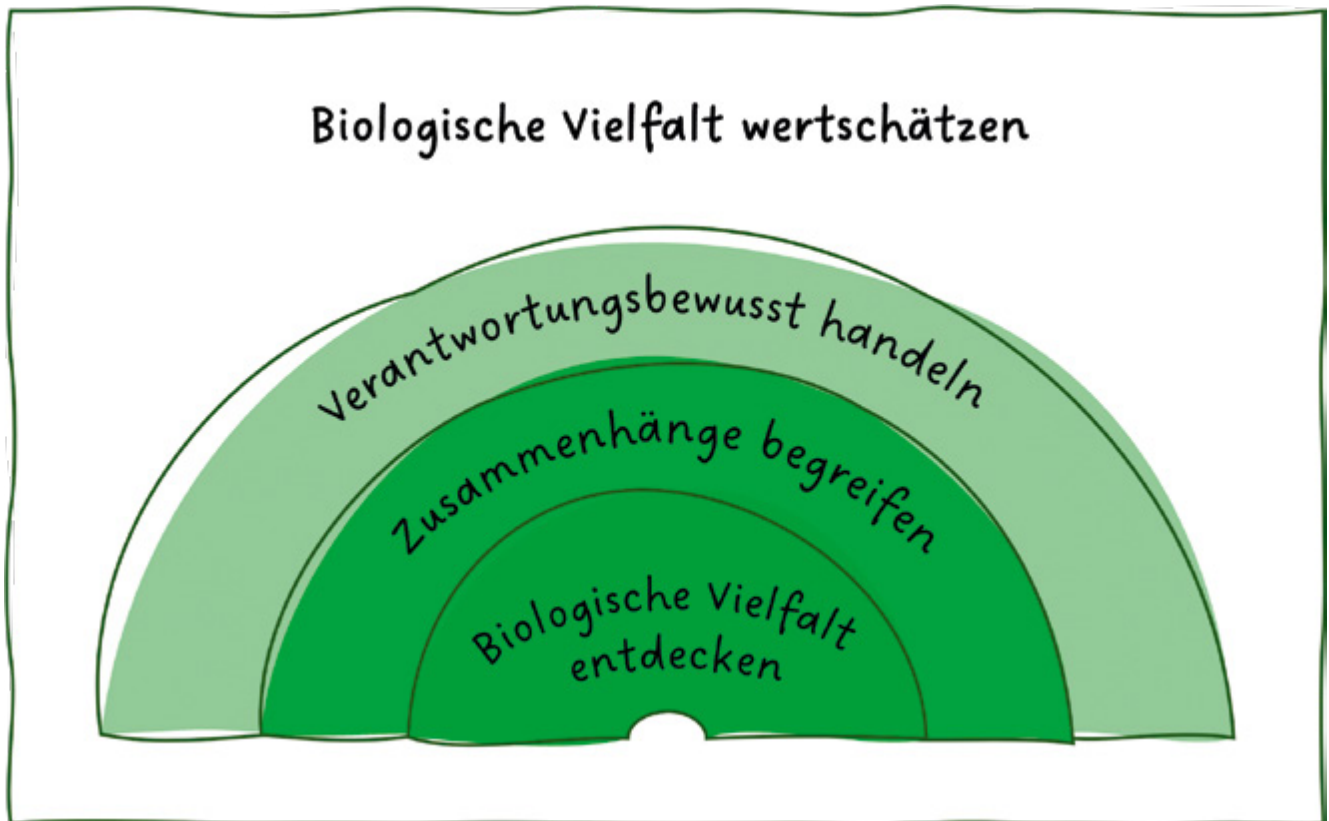 Biologische Vielfalt wertschätzen
Verantwortungsbewusst handeln
Zusammenhänge begreifen
Biologische Vielfalt
entdecken